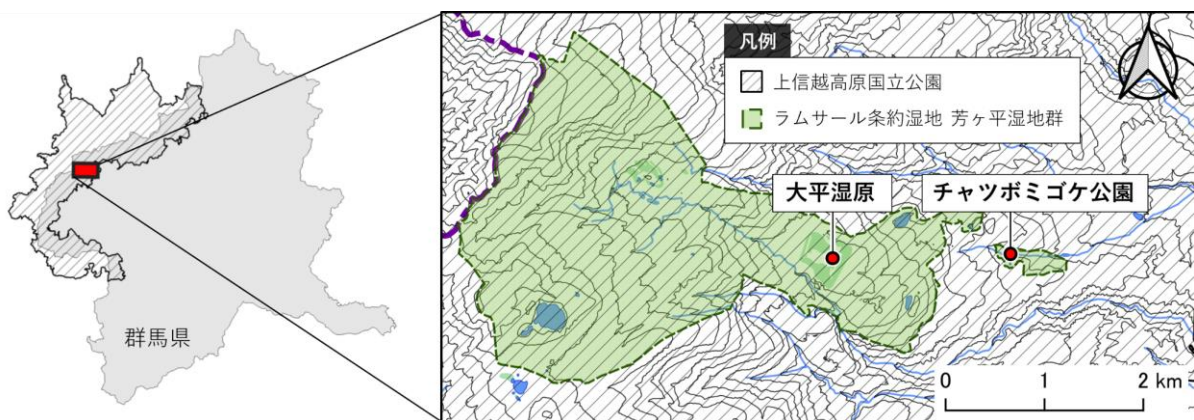 群馬県
凡例
上信越高原国立公園
ラムサール条約湿地 芳ヶ平湿地群
大平湿原
チャツボミゴケ公園
0 1 2 km